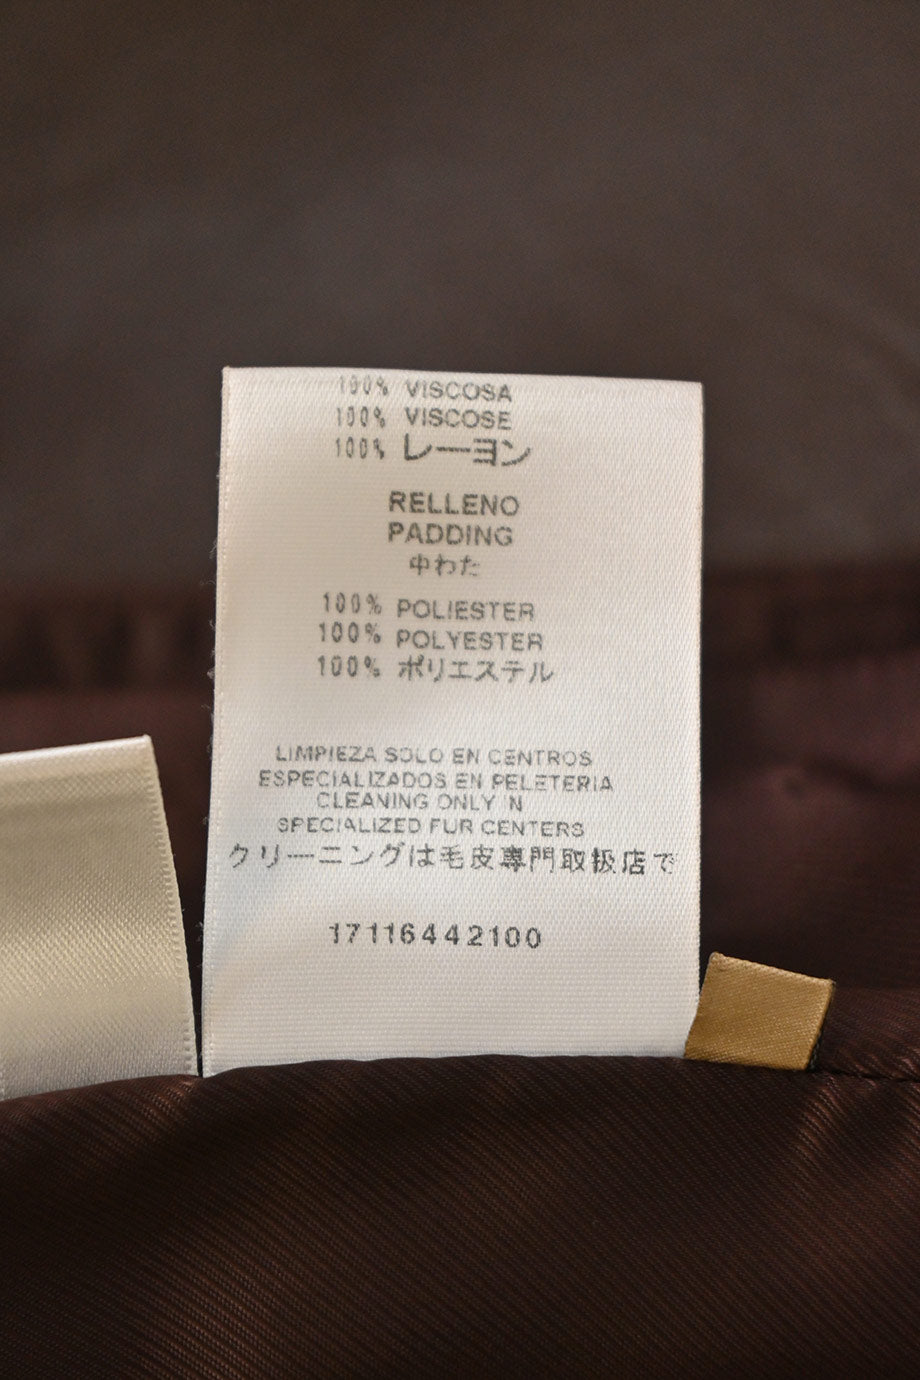 100% VISCOSA
100% VISCOSE
100% レーヨン
RELLENO
PADDING
中わた
100% POLIESTER
100% POLYESTER
100% ポリエステル
LIMPIEZA SOLO EN CENTROS
ESPECIALIZADOS EN PELETERIA
CLEANING ONLY IN
SPECIALIZED FUR CENTERS
クリーニングは毛皮専門取扱店で
17116442100